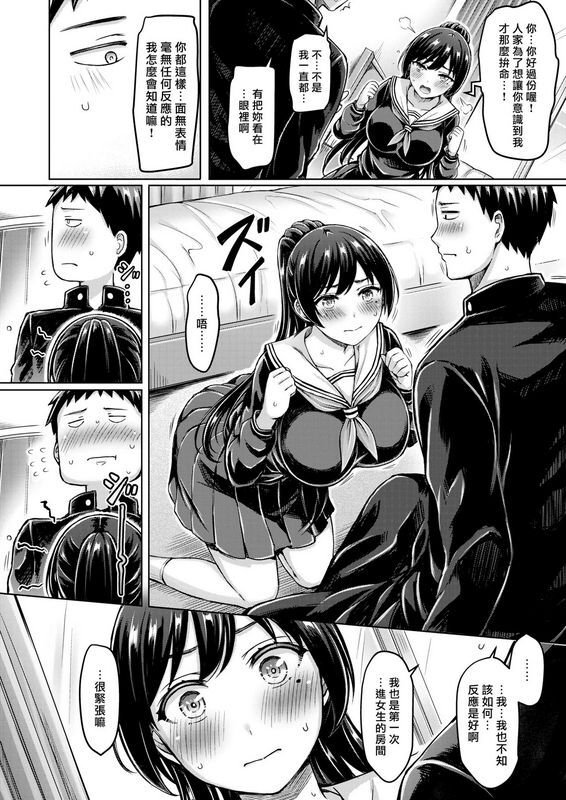 你…你好過份喔！
人家為了想讓你意識到我
才那麼拚命…！
不…不是
我一直都…
有把妳看在
…眼裡啊
你都這樣…面無表情
毫無任何反應的
我怎麼會知道嘛！
ズイ
……唔
…我…我也不知
該如何…
反應是好啊
我也是第一次
…進女生的房間
…很緊張嘛